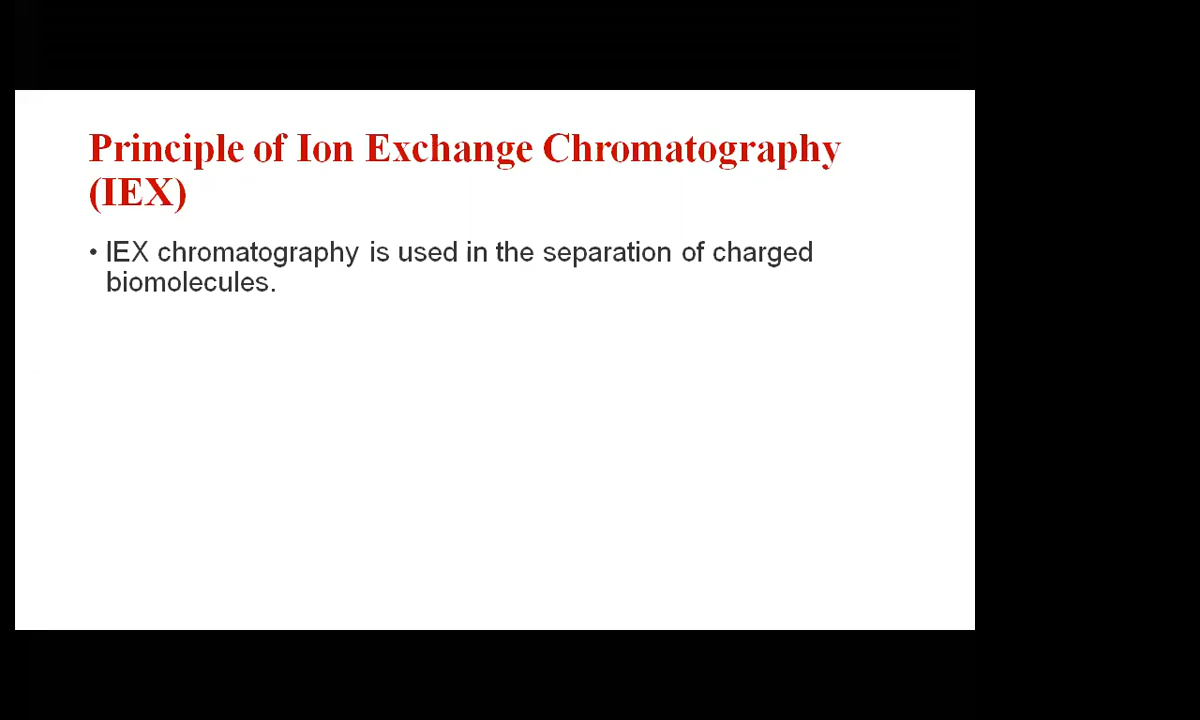 Principle of Ion Exchange Chromatography
(IEX)
• IEX chromatography is used in the separation of charged
biomolecules.